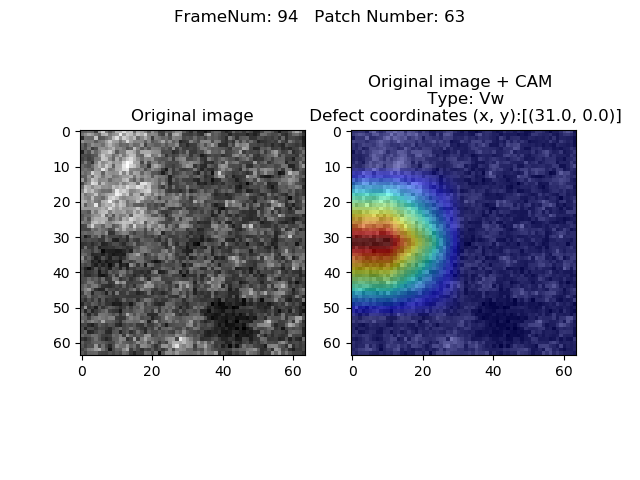 FrameNum: 94   Patch Number: 63
Original image
Original image + CAM
Type: Vw
Defect coordinates (x, y):[(31.0, 0.0)]
0
10
20
30
40
50
60
0 20 40 60
0
10
20
30
40
50
60
0 20 40 60